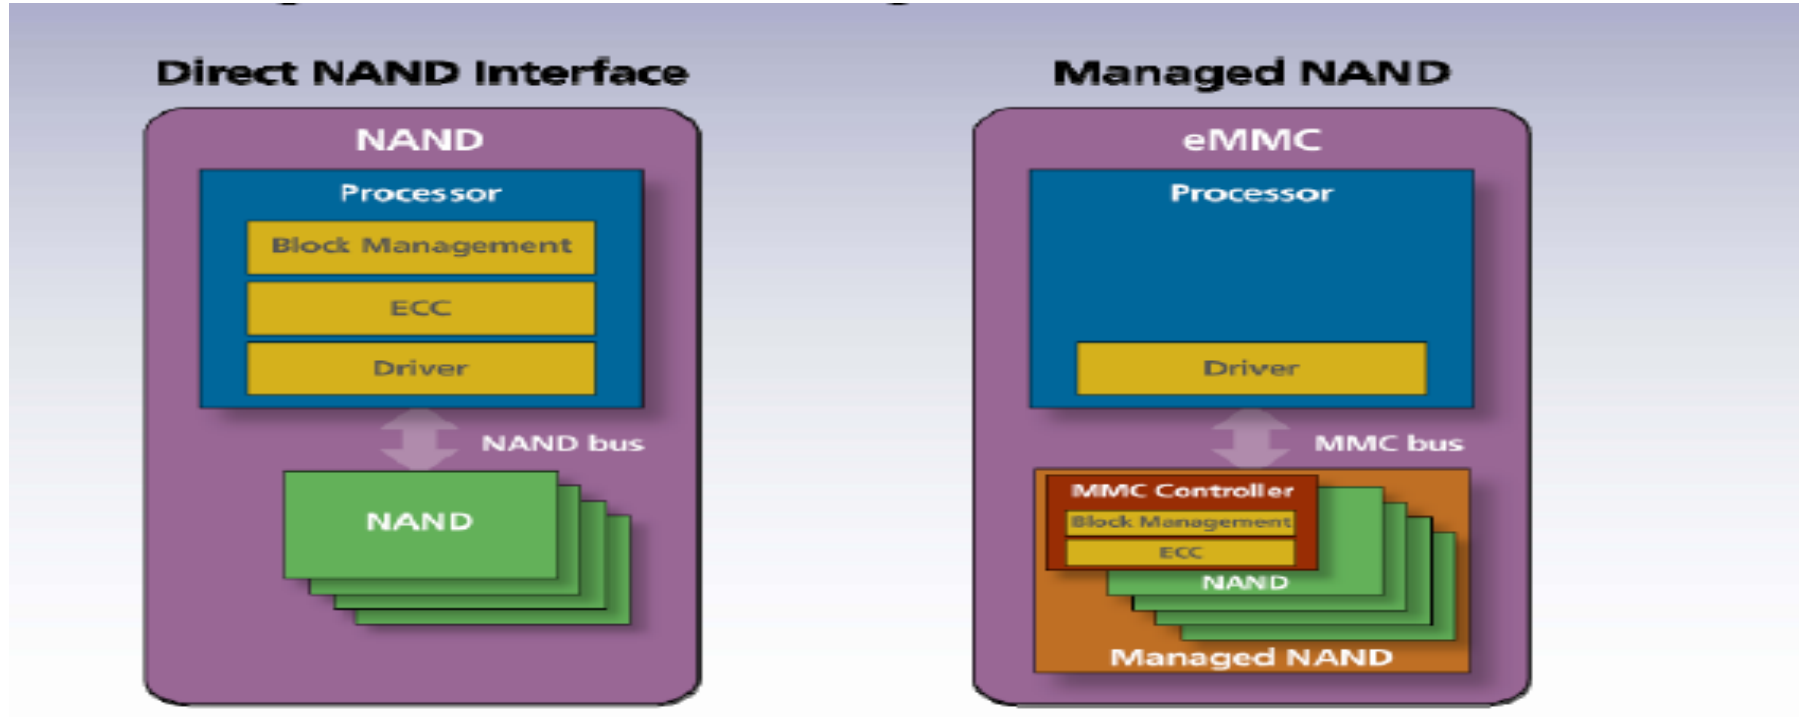 Direct NAND Interface
NAND
Processor
Block Management
ECC
Driver
NAND bus
NAND
Managed NAND
eMMC
Processor
Driver
MMC bus
MMC Controller
Block Management
ECC
NAND
Managed NAND